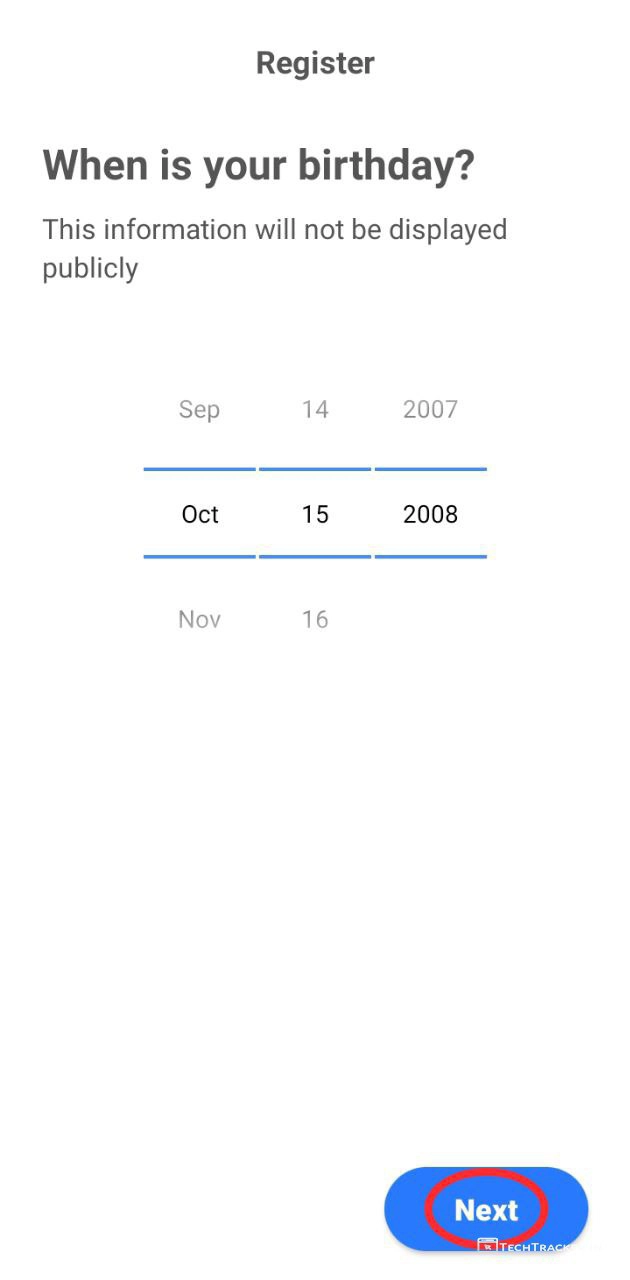 Register
When is your birthday?
This information will not be displayed
publicly
Sep 14 2007
Oct 15 2008
Nov 16
Next